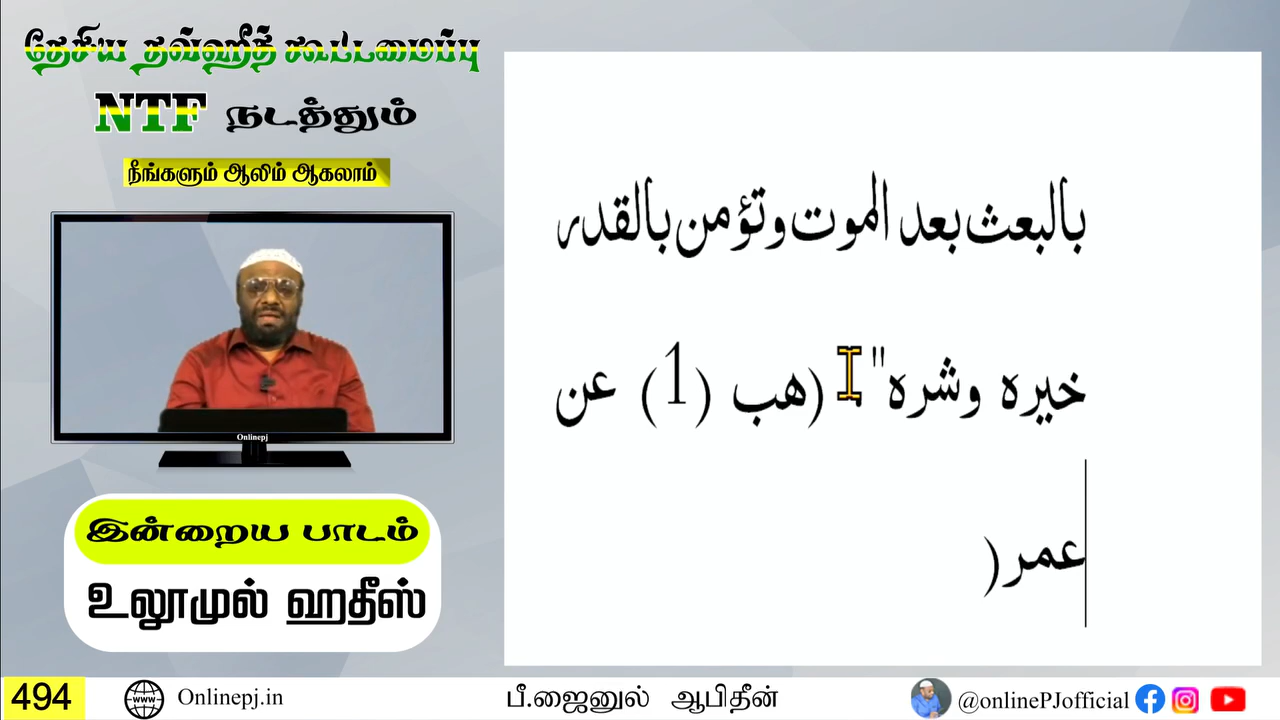 தேசிய தவ்ஹீத் கூட்டமைப்பு
NTF நடத்தும்
நீங்களும் ஆலிம் ஆகலாம்
Onlinepj
இன்றைய பாடம்
உலூமுல் ஹதீஸ்
بالبعث بعد الموت وتؤمن بالقدر
خيره وشره" (هب (1) عن
عمر(
494
www
Onlinepj.in
பீ.ஜைனுல் ஆபிதீன்
@onlinePJofficial